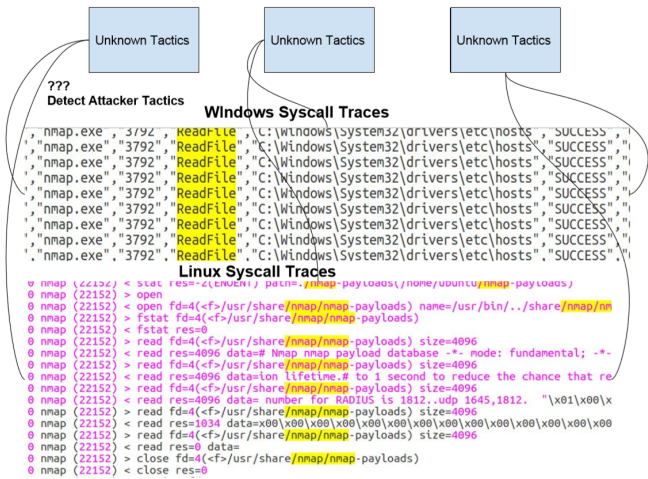 Unknown Tactics
Unknown Tactics
Unknown Tactics
???
Detect Attacker Tactics
WIndows Syscall Traces
","nmap.exe","3792","ReadFile","C:\Windows\System32\drivers\etc\hosts","SUCCESS","
","nmap.exe","3792","ReadFile","C:\Windows\System32\drivers\etc\hosts","SUCCESS","
","nmap.exe","3792","ReadFile","C:\Windows\System32\drivers\etc\hosts","SUCCESS","
","nmap.exe","3792","ReadFile","C:\Windows\System32\drivers\etc\hosts","SUCCESS","
","nmap.exe","3792","ReadFile","C:\Windows\System32\drivers\etc\hosts","SUCCESS","
","nmap.exe","3792","ReadFile","C:\Windows\System32\drivers\etc\hosts","SUCCESS","
","nmap.exe","3792","ReadFile","C:\Windows\System32\drivers\etc\hosts","SUCCESS","
","nmap.exe","3792","ReadFile","C:\Windows\System32\drivers\etc\hosts","SUCCESS","
Linux Syscall Traces
0 nmap (22152) < stat res=-2(ENOENT) path=./nmap-payloads(/home/ubuntu/nmap-payloads)
0 nmap (22152) > open
0 nmap (22152) < open fd=4(<f>/usr/share/nmap/nmap-payloads) name=/usr/bin/../share/nmap/nm
0 nmap (22152) > fstat fd=4(<f>/usr/share/nmap/nmap-payloads)
0 nmap (22152) < fstat res=0
0 nmap (22152) > read fd=4(<f>/usr/share/nmap/nmap-payloads) size=4096
0 nmap (22152) < read res=4096 data=# Nmap nmap payload database -*- mode: fundamental; -*-
0 nmap (22152) > read fd=4(<f>/usr/share/nmap/nmap-payloads) size=4096
0 nmap (22152) < read res=4096 data=ion lifetime.# to 1 second to reduce the chance that re
0 nmap (22152) > read fd=4(<f>/usr/share/nmap/nmap-payloads) size=4096
0 nmap (22152) < read res=4096 data= number for RADIUS is 1812..udp 1645,1812. "\x01\x00\x
0 nmap (22152) > read fd=4(<f>/usr/share/nmap/nmap-payloads) size=4096
0 nmap (22152) < read res=1034 data=x00\x00\x00\x00\x00\x00\x00\x00\x00\x00\x00\x00\x00\x00
0 nmap (22152) > read fd=4(<f>/usr/share/nmap/nmap-payloads) size=4096
0 nmap (22152) < read res=0 data=
0 nmap (22152) > close fd=4(<f>/usr/share/nmap/nmap-payloads)
0 nmap (22152) < close res=0